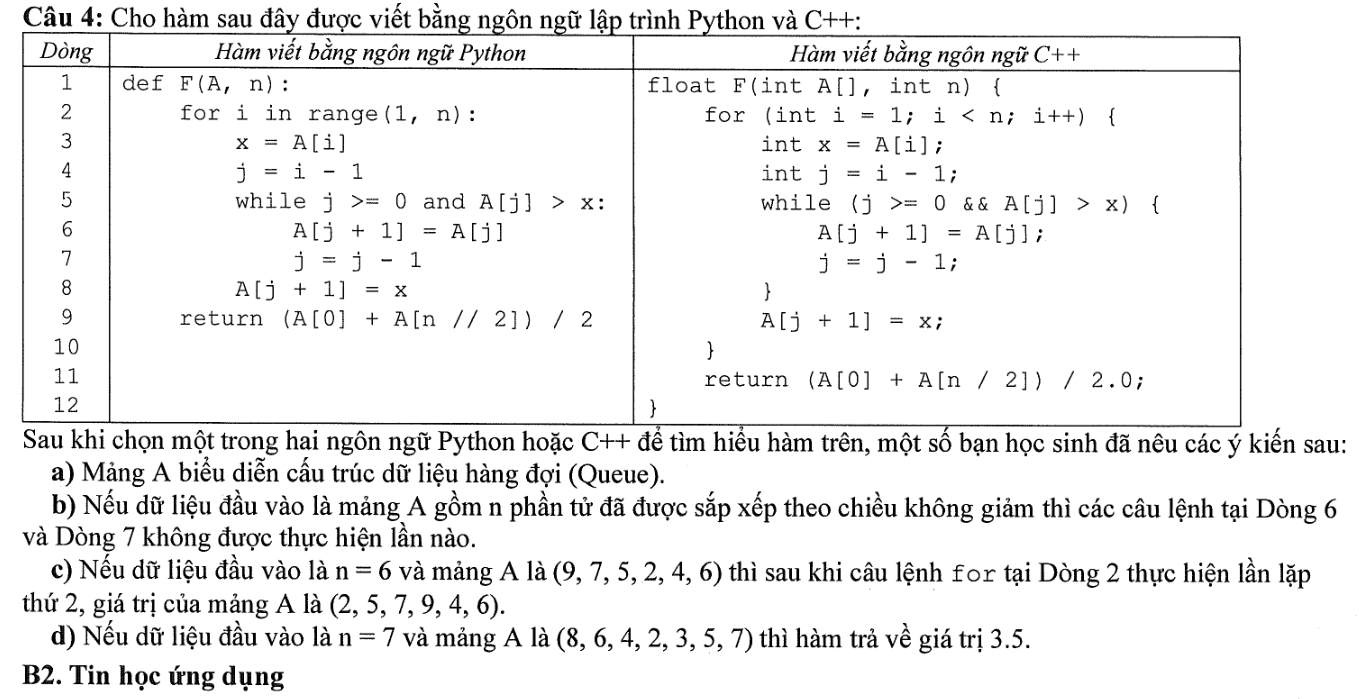 Câu 4: Cho hàm sau đây được viết bằng ngôn ngữ lập trình Python và C++:
Dòng Hàm viết bằng ngôn ngữ Python Hàm viết bằng ngôn ngữ C++
1 def F(A, n): float F(int A[], int n) {
2 for i in range(1, n): for (int i = 1; i < n; i++) {
3 x = A[i] int x = A[i];
4 j = i - 1 int j = i - 1;
5 while j >= 0 and A[j] > x: while (j >= 0 && A[j] > x) {
6 A[j + 1] = A[j] A[j + 1] = A[j];
7 j = j - 1 j = j - 1;
8 A[j + 1] = x }
9 return (A[0] + A[n // 2]) / 2 A[j + 1] = x;
10 }
11 return (A[0] + A[n / 2]) / 2.0;
12 }
Sau khi chọn một trong hai ngôn ngữ Python hoặc C++ để tìm hiểu hàm trên, một số bạn học sinh đã nêu các ý kiến sau:
a) Mảng A biểu diễn cấu trúc dữ liệu hàng đợi (Queue).
b) Nếu dữ liệu đầu vào là mảng A gồm n phần tử đã được sắp xếp theo chiều không giảm thì các câu lệnh tại Dòng 6
và Dòng 7 không được thực hiện lần nào.
c) Nếu dữ liệu đầu vào là n = 6 và mảng A là (9, 7, 5, 2, 4, 6) thì sau khi câu lệnh for tại Dòng 2 thực hiện lần lặp
thứ 2, giá trị của mảng A là (2, 5, 7, 9, 4, 6).
d) Nếu dữ liệu đầu vào là n = 7 và mảng A là (8, 6, 4, 2, 3, 5, 7) thì hàm trả về giá trị 3.5.
B2. Tin học ứng dụng